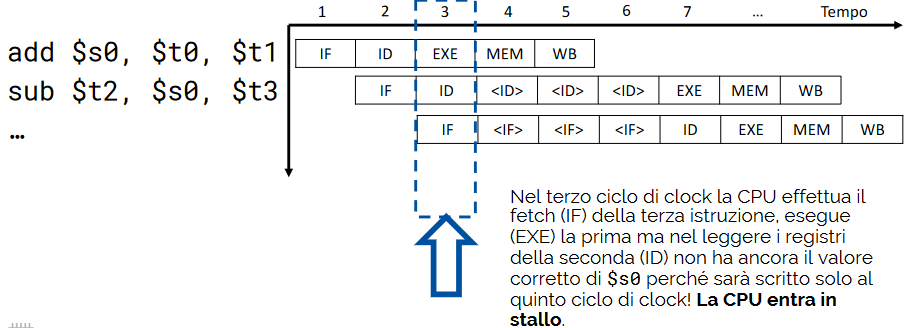 1 2 3 4 5 6 7 ... Tempo
add $s0, $t0, $t1 IF ID EXE MEM WB
sub $t2, $s0, $t3 IF ID <ID> <ID> <ID> EXE MEM WB
… IF <IF> <IF> <IF> ID EXE MEM WB
Nel terzo ciclo di clock la CPU effettua il
fetch (IF) della terza istruzione, esegue
(EXE) la prima ma nel leggere i registri
della seconda (ID) non ha ancora il valore
corretto di $s0 perché sarà scritto solo al
quinto ciclo di clock! La CPU entra in
stallo.